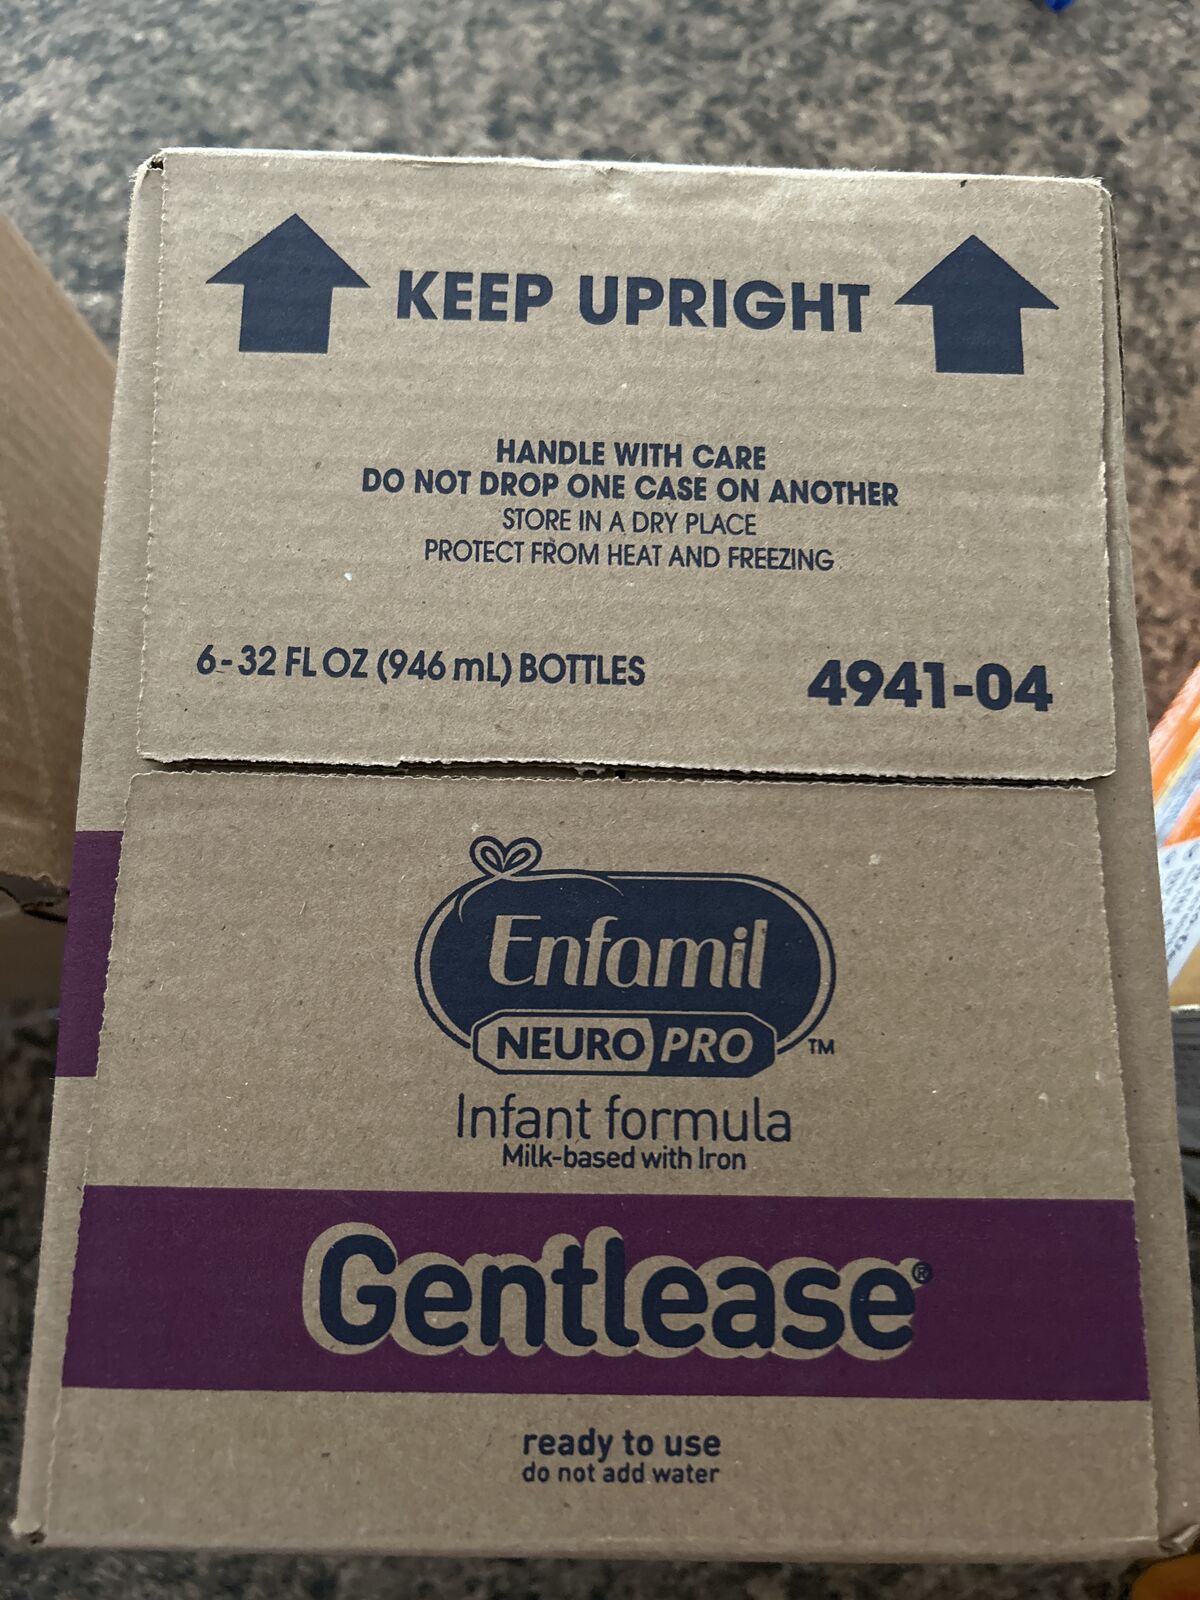 KEEP UPRIGHT
HANDLE WITH CARE
DO NOT DROP ONE CASE ON ANOTHER
STORE IN A DRY PLACE
PROTECT FROM HEAT AND FREEZING
6-32 FL OZ (946 mL) BOTTLES
4941-04
Enfamil
NEURO PRO ™
Infant formula
Milk-based with Iron
Gentlease®
ready to use
do not add water